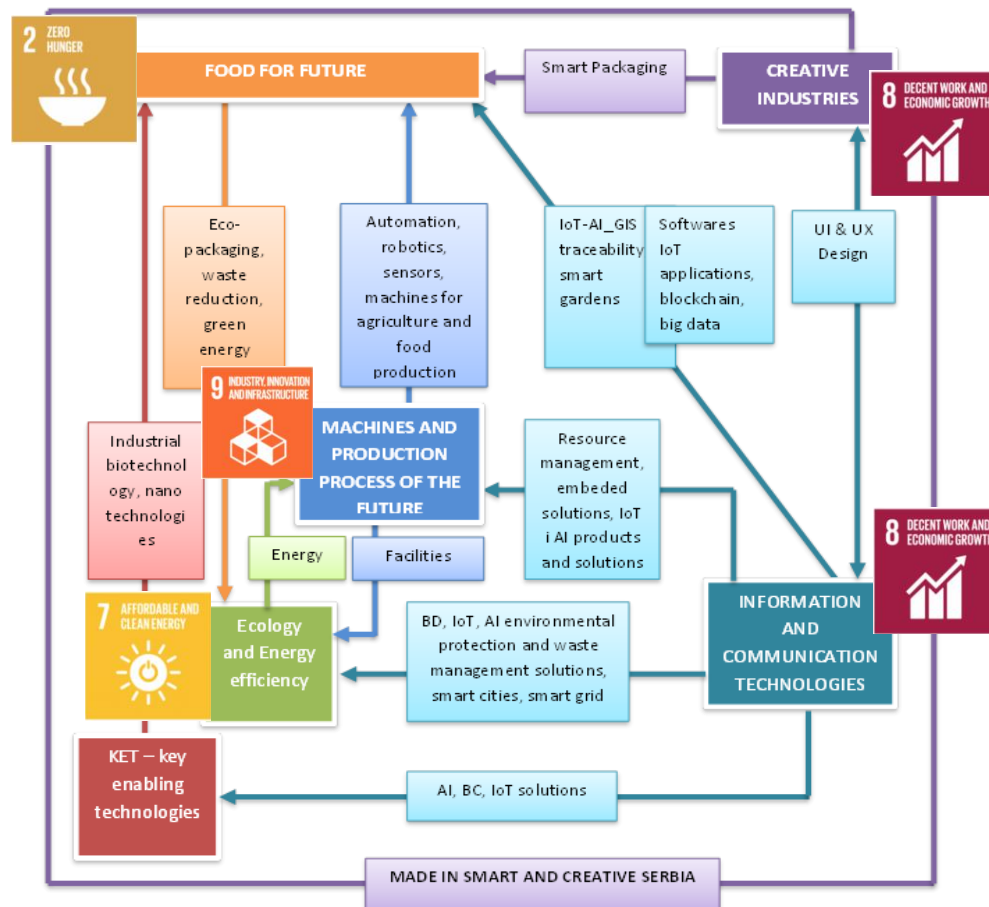 2 ZERO
HUNGER
FOOD FOR FUTURE
Smart Packaging
CREATIVE
INDUSTRIES
8 DECENT WORK AND
ECONOMIC GROWTH
Eco-
packaging,
waste
reduction,
green
energy
Automation,
robotics,
sensors,
machines for
agriculture and
food
production
IoT-AI_GIS
traceability
smart
gardens
Softwares
IoT
applications,
blockchain,
big data
UI & UX
Design
9 INDUSTRY, INNOVATION
AND INFRASTRUCTURE
Industrial
biotechnol
ogy, nano
technologi
es
MACHINES AND
PRODUCTION
PROCESS OF THE
FUTURE
Resource
management,
embeded
solutions, IoT
i AI products
and solutions
8 DECENT WORK AND
ECONOMIC GROWTH
Energy
Facilities
7 AFFORDABLE AND
CLEAN ENERGY
Ecology
and Energy
efficiency
BD, IoT, AI environmental
protection and waste
management solutions,
smart cities, smart grid
INFORMATION
AND
COMMUNICATION
TECHNOLOGIES
KET – key
enabling
technologies
AI, BC, IoT solutions
MADE IN SMART AND CREATIVE SERBIA